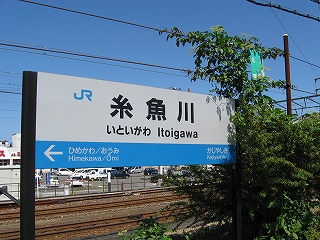 JR
糸魚川
いといがわ Itoigawa
ひめかわ/おうみ
Himekawa/Omi
かじやしき